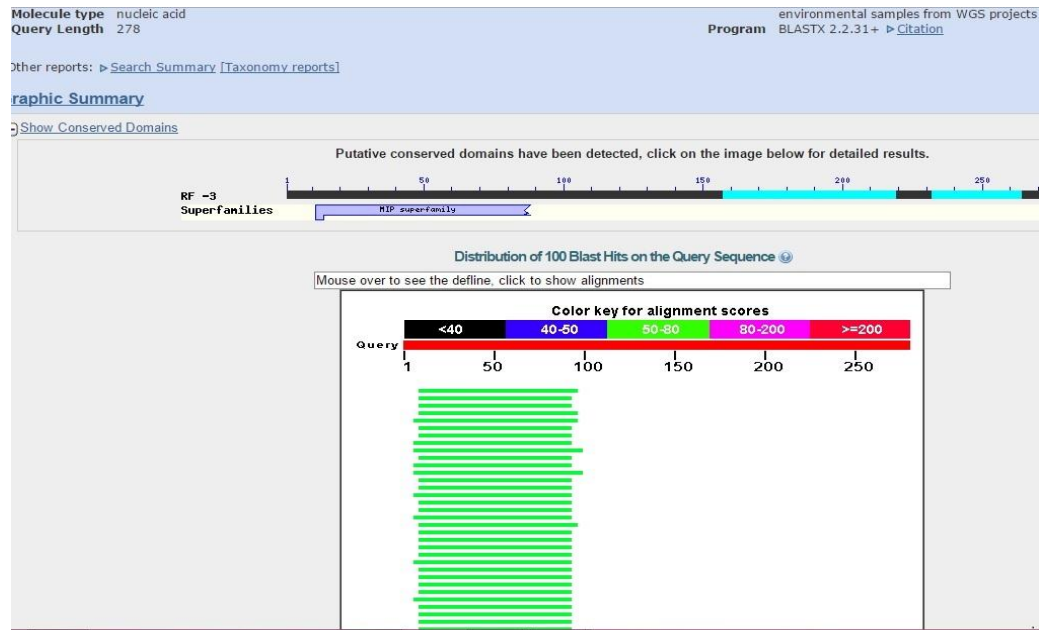 Molecule type nucleic acid
environmental samples from WGS projects
Query Length 278
Program BLASTX 2.2.31+ ▷ Citation
Other reports: ▷ Search Summary [Taxonomy reports]
raphic Summary
Show Conserved Domains
Putative conserved domains have been detected, click on the image below for detailed results.
1 50 100 150 200 250
RF -3
Superfamilies MIP superfamily
Distribution of 100 Blast Hits on the Query Sequence
Mouse over to see the defline, click to show alignments
Color key for alignment scores
<40 40-50 50-80 80-200 >=200
Query
1 50 100 150 200 250